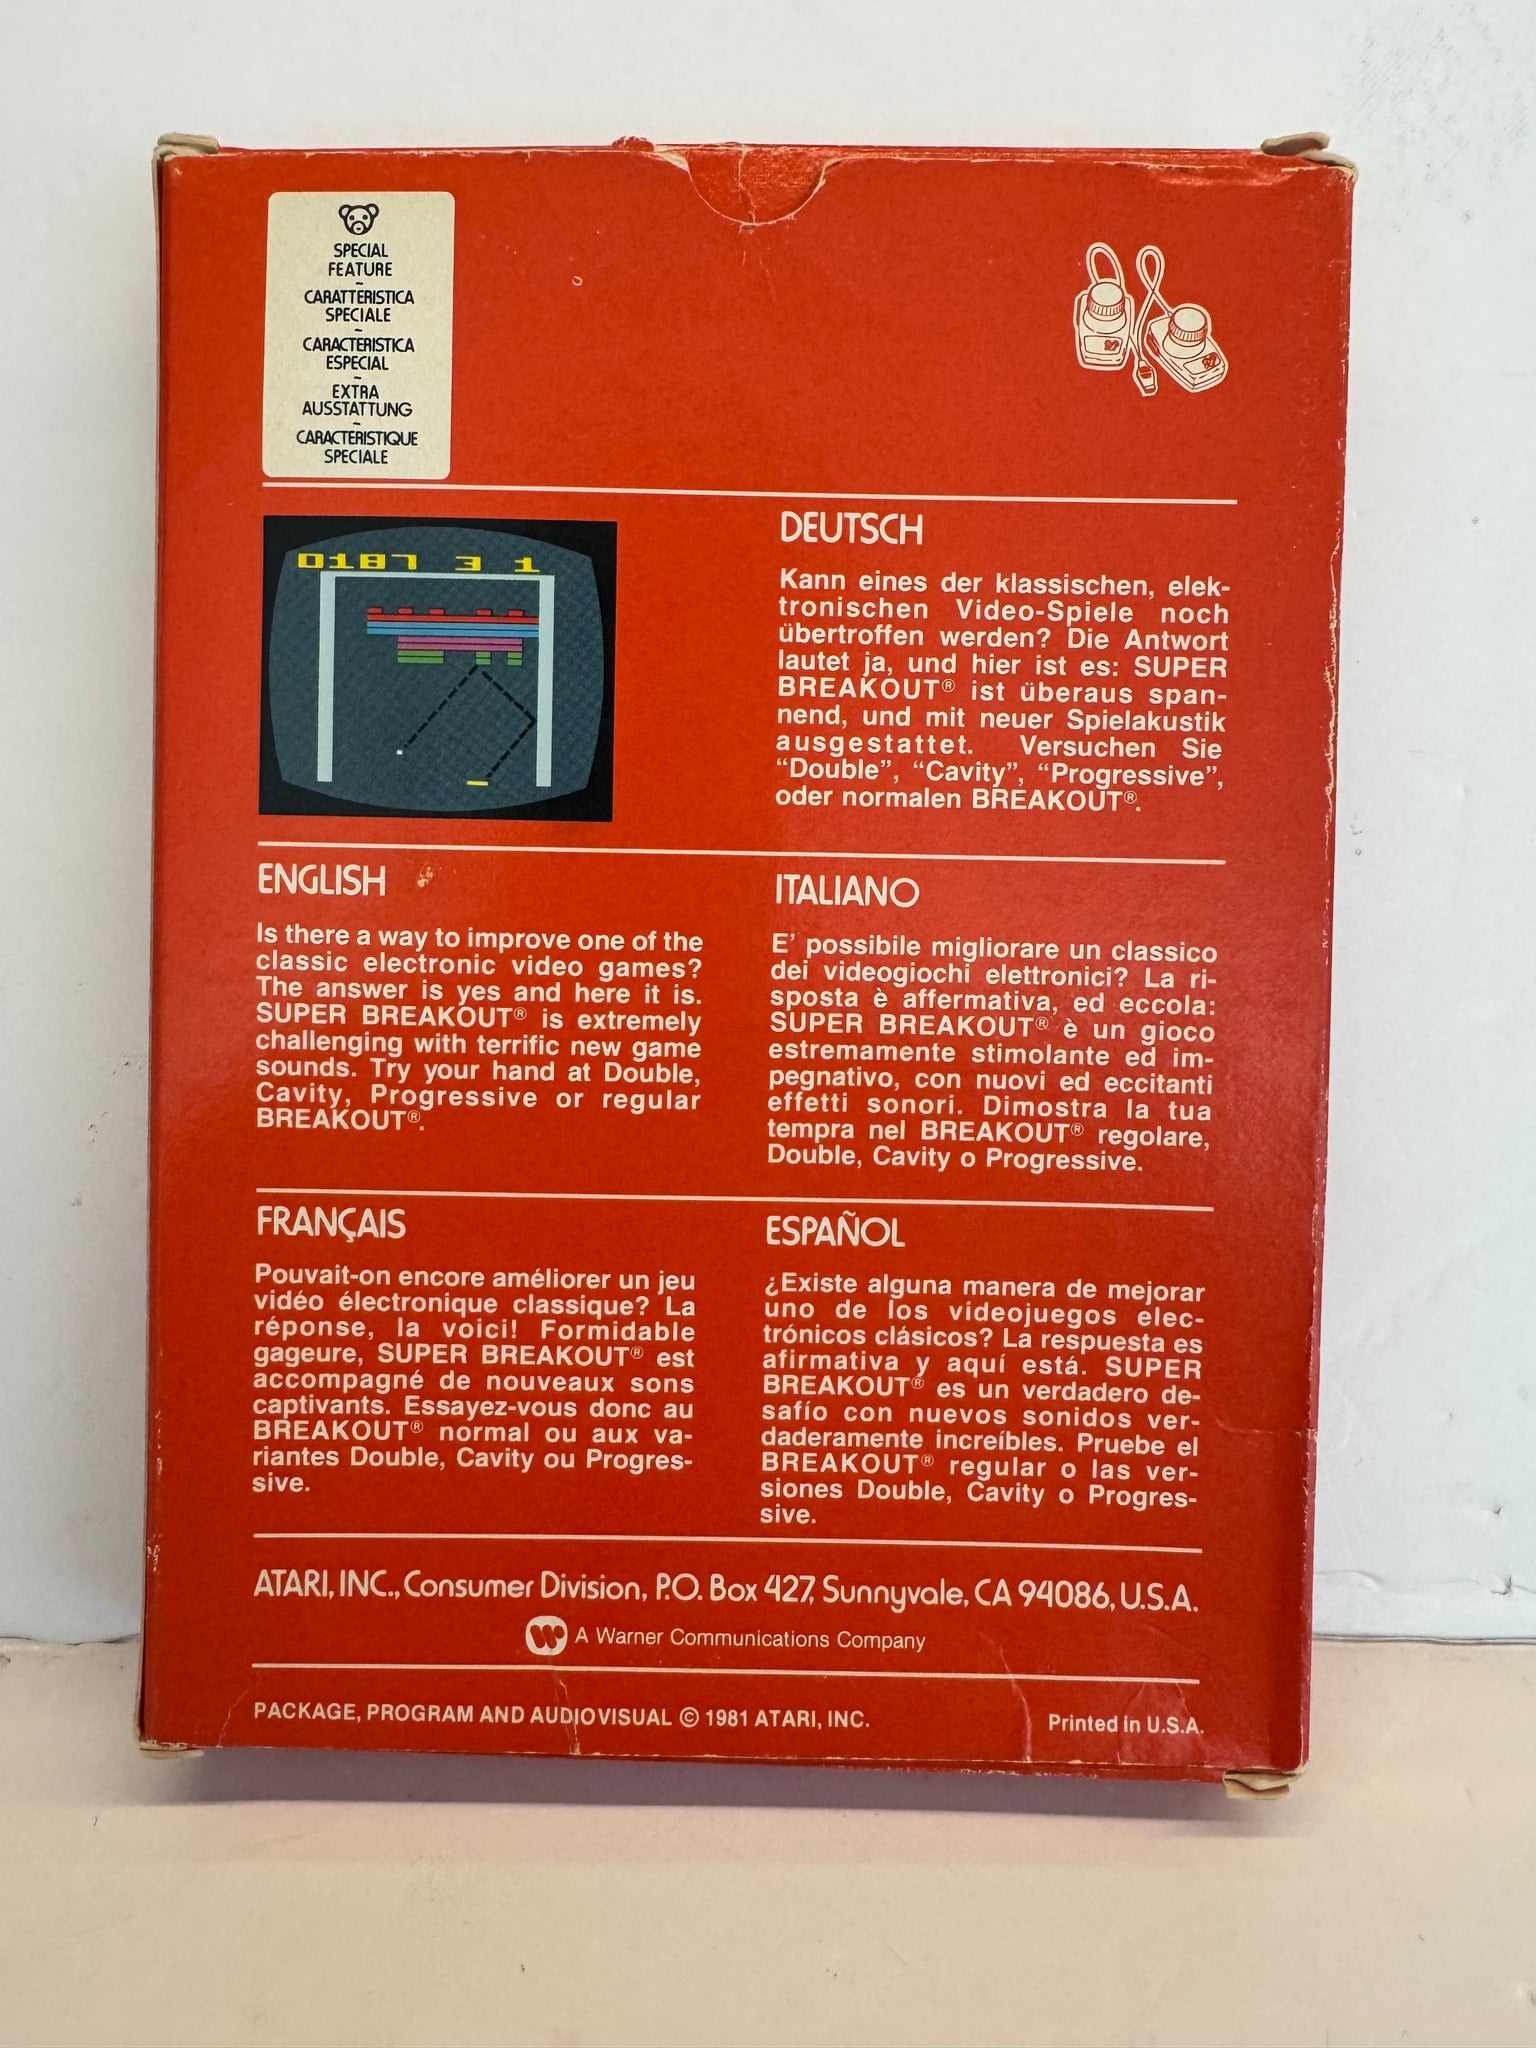 SPECIAL
FEATURE
~
CARATTERISTICA
SPECIALE
~
CARACTERISTICA
ESPECIAL
~
EXTRA
AUSSTATTUNG
~
CARACTERISTIQUE
SPECIALE
0187 3 1
DEUTSCH
Kann eines der klassischen, elek-
tronischen Video-Spiele noch
übertroffen werden? Die Antwort
lautet ja, und hier ist es: SUPER
BREAKOUT® ist überaus span-
nend, und mit neuer Spielakustik
ausgestattet. Versuchen Sie
“Double”, “Cavity”, “Progressive”,
oder normalen BREAKOUT®.
ENGLISH
Is there a way to improve one of the
classic electronic video games?
The answer is yes and here it is.
SUPER BREAKOUT® is extremely
challenging with terrific new game
sounds. Try your hand at Double,
Cavity, Progressive or regular
BREAKOUT®.
ITALIANO
E' possibile migliorare un classico
dei videogiochi elettronici? La ri-
sposta è affermativa, ed eccola:
SUPER BREAKOUT® è un gioco
estremamente stimolante ed im-
pegnativo, con nuovi ed eccitanti
effetti sonori. Dimostra la tua
tempra nel BREAKOUT® regolare,
Double, Cavity o Progressive.
FRANÇAIS
Pouvait-on encore améliorer un jeu
vidéo électronique classique? La
réponse, la voici! Formidable
gageure, SUPER BREAKOUT® est
accompagné de nouveaux sons
captivants. Essayez-vous donc au
BREAKOUT® normal ou aux va-
riantes Double, Cavity ou Progres-
sive.
ESPAÑOL
¿Existe alguna manera de mejorar
uno de los videojuegos elec-
trónicos clásicos? La respuesta es
afirmativa y aquí está. SUPER
BREAKOUT® es un verdadero de-
safío con nuevos sonidos ver-
daderamente increíbles. Pruebe el
BREAKOUT® regular o las ver-
siones Double, Cavity o Progres-
sive.
ATARI, INC., Consumer Division, P.O. Box 427, Sunnyvale, CA 94086, U.S.A.
A Warner Communications Company
PACKAGE, PROGRAM AND AUDIOVISUAL © 1981 ATARI, INC.
Printed in U.S.A.